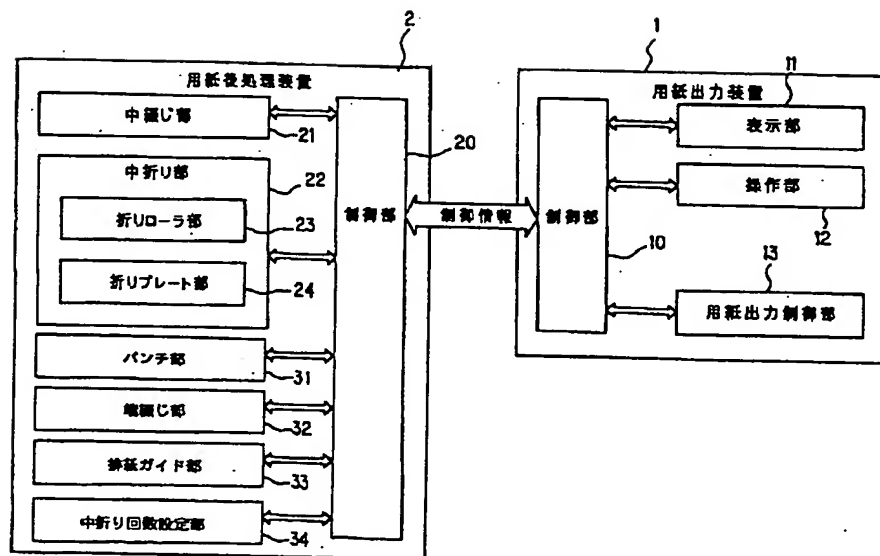 2
用紙後処理装置
中綴じ部
21
中折り部
22
折りローラ部
23
折りプレート部
24
パンチ部
31
端綴じ部
32
排紙ガイド部
33
中折り回数設定部
34
制御部
20
制御情報
1
用紙出力装置
制御部
10
11
表示部
操作部
12
13
用紙出力制御部